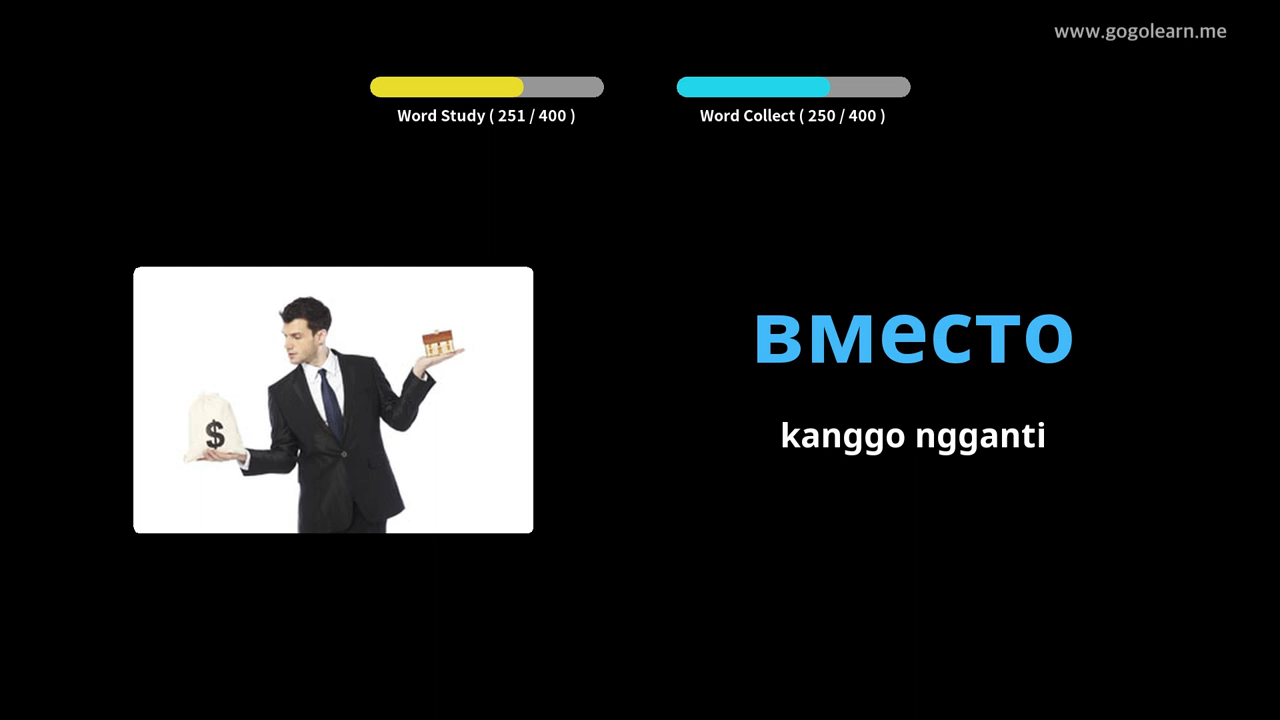 www.gogolearn.me
Word Study ( 251 / 400 )
Word Collect ( 250 / 400 )
вместо
kanggo ngganti
$